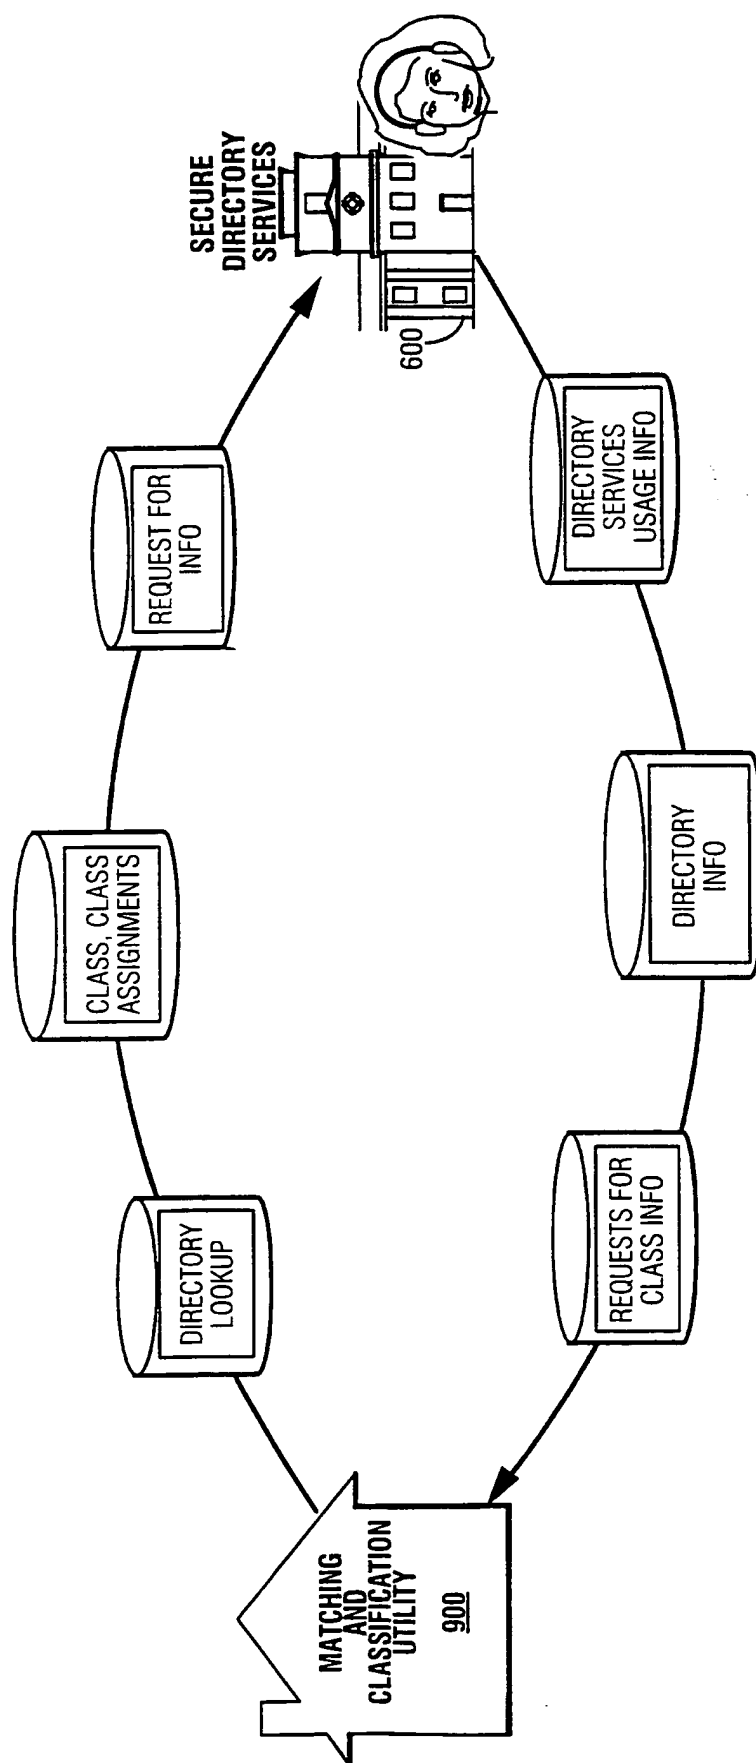 SECURE
DIRECTORY
SERVICES
600
REQUEST FOR
INFO
CLASS, CLASS
ASSIGNMENTS
DIRECTORY
LOOKUP
MATCHING
AND
CLASSIFICATION
UTILITY
900
REQUESTS FOR
CLASS INFO
DIRECTORY
INFO
DIRECTORY
SERVICES
USAGE INFO